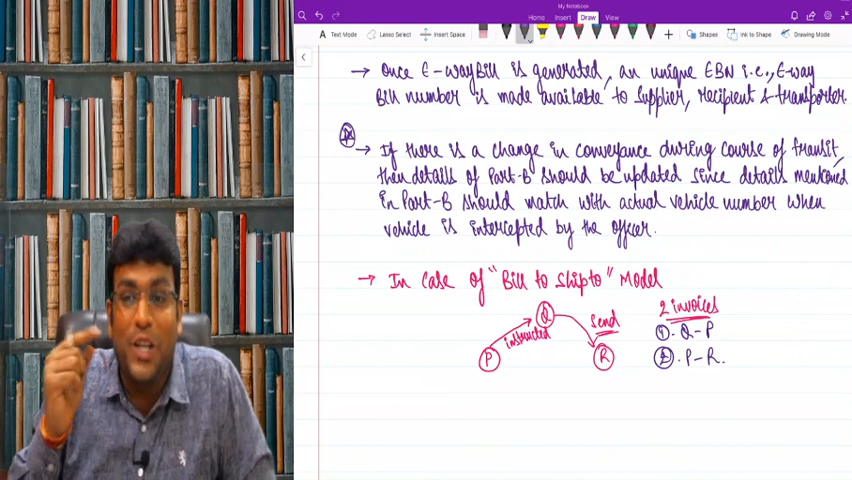 My Notebook
Home Insert Draw View
Text Mode Lasso Select Insert Space Shapes Ink to Shape Drawing Mode
→ Once E-way Bill is generated, an unique EBN i.e., E-way
Bill number is made available to supplier, recipient & transporter.
→ If there is a change in conveyance during course of transit,
then details of Part-B should be updated since details mentioned
in Part-B should match with actual vehicle number when
vehicle is intercepted by the officer.
→ In case of "Bill to Ship to" Model
P instructed Q send R
2 invoices
①. Q-P
②. P-R.